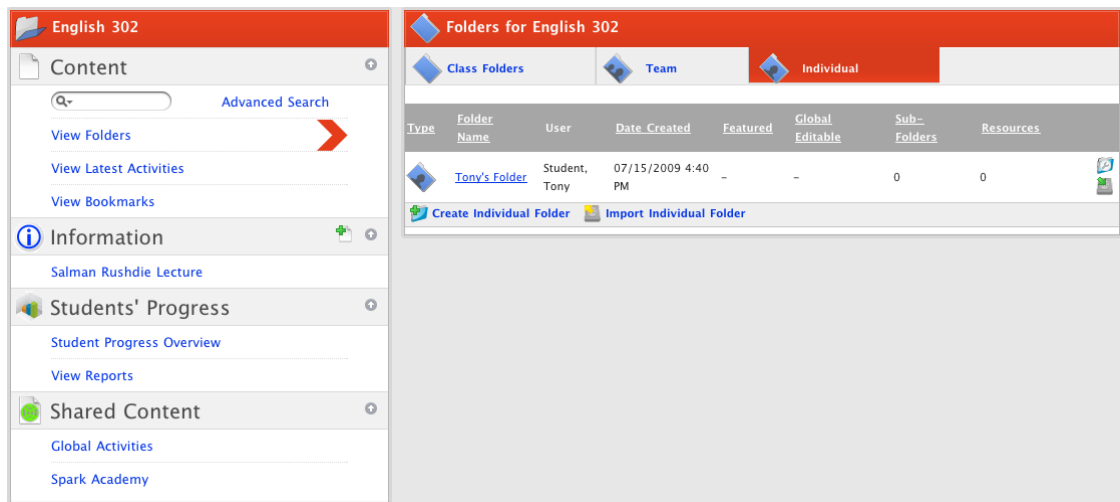 English 302
Content
Advanced Search
View Folders
View Latest Activities
View Bookmarks
Information
Salman Rushdie Lecture
Students' Progress
Student Progress Overview
View Reports
Shared Content
Global Activities
Spark Academy
Folders for English 302
Class Folders Team Individual
Type Folder Name User Date Created Featured Global Editable Sub-Folders Resources
Tony's Folder Student, Tony 07/15/2009 4:40 PM – – 0 0
Create Individual Folder Import Individual Folder